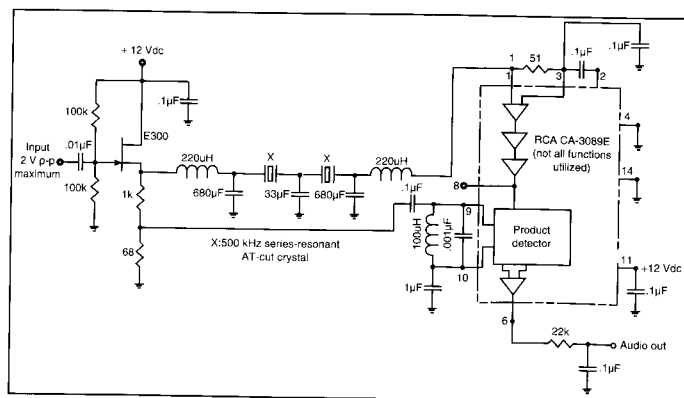 + 12 Vdc
100k
.1µF
E300
Input
2 V p-p
maximum
.01µF
100k
1k
68
220uH
680µF
X
33µF
X
680µF
220uH
X:500 kHz series-resonant
AT-cut crystal
.1µF
100uH
.001µF
1µF
9
10
8
1
1
51
3
.1µF
2
.1µF
RCA CA-3089E
(not all functions
utilized)
4
14
Product
detector
11
+12 Vdc
.1µF
6
22k
Audio out
.1µF